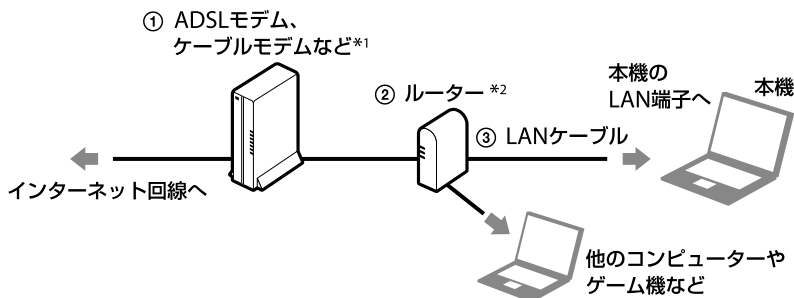 ① ADSLモデム、
ケーブルモデムなど*1
② ルーター *2
③ LANケーブル
本機の
LAN端子へ
本機
インターネット回線へ
他のコンピューターや
ゲーム機など